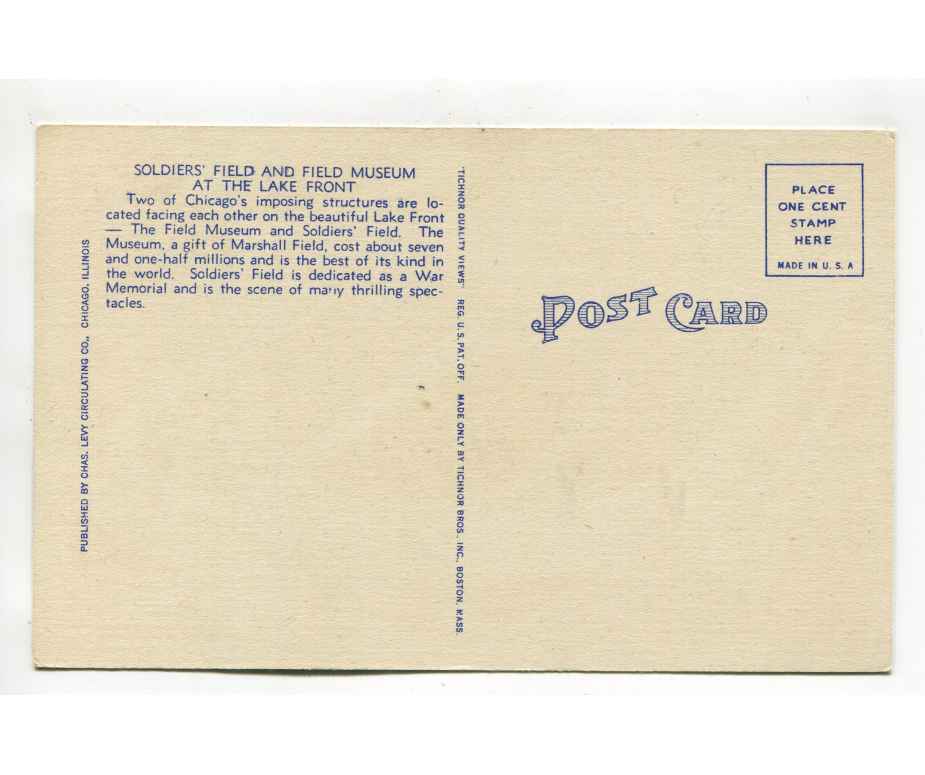 SOLDIERS' FIELD AND FIELD MUSEUM
AT THE LAKE FRONT
Two of Chicago's imposing structures are lo-
cated facing each other on the beautiful Lake Front
— The Field Museum and Soldiers' Field. The
Museum, a gift of Marshall Field, cost about seven
and one-half millions and is the best of its kind in
the world. Soldiers' Field is dedicated as a War
Memorial and is the scene of many thrilling spec-
tacles.
PUBLISHED BY CHAS. LEVY CIRCULATING CO., CHICAGO, ILLINOIS
"TICHNOR QUALITY VIEWS" REG. U. S. PAT. OFF. MADE ONLY BY TICHNOR BROS., INC., BOSTON, MASS.
PLACE
ONE CENT
STAMP
HERE
MADE IN U. S. A
POST CARD